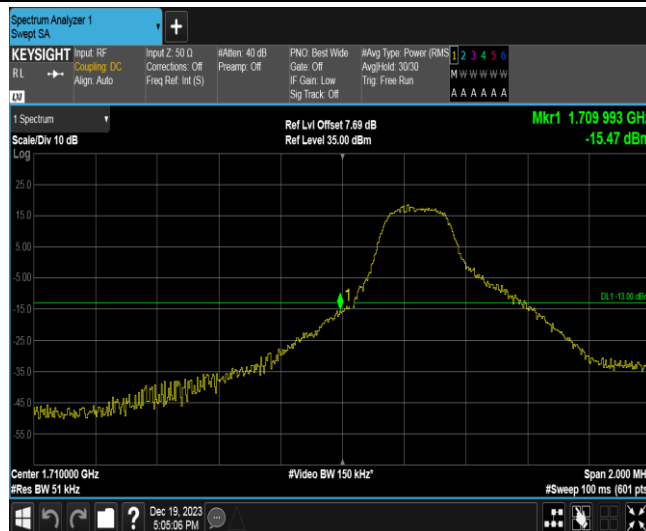 Spectrum Analyzer 1
Swept SA
KEYSIGHT
RL
Input: RF
Coupling: DC
Align: Auto
Input Z: 50 Ω
Corrections: Off
Freq Ref: Int (S)
#Atten: 40 dB
Preamp: Off
PNO: Best Wide
Gate: Off
IF Gain: Low
Sig Track: Off
#Avg Type: Power (RMS
Avg|Hold: 30/30
Trig: Free Run
1 2 3 4 5 6
M W W W W W
A A A A A A
1 Spectrum
Scale/Div 10 dB
Ref Lvl Offset 7.69 dB
Ref Level 35.00 dBm
Mkr1 1.709 993 GHz
-15.47 dBm
Log
25.0
15.0
5.00
-5.00
-15.0
-25.0
-35.0
-45.0
-55.0
1
DL1 -13.00 dBm
Center 1.710000 GHz
#Res BW 51 kHz
#Video BW 150 kHz*
Span 2.000 MH
#Sweep 100 ms (601 pts
?
Dec 19, 2023
5:05:06 PM